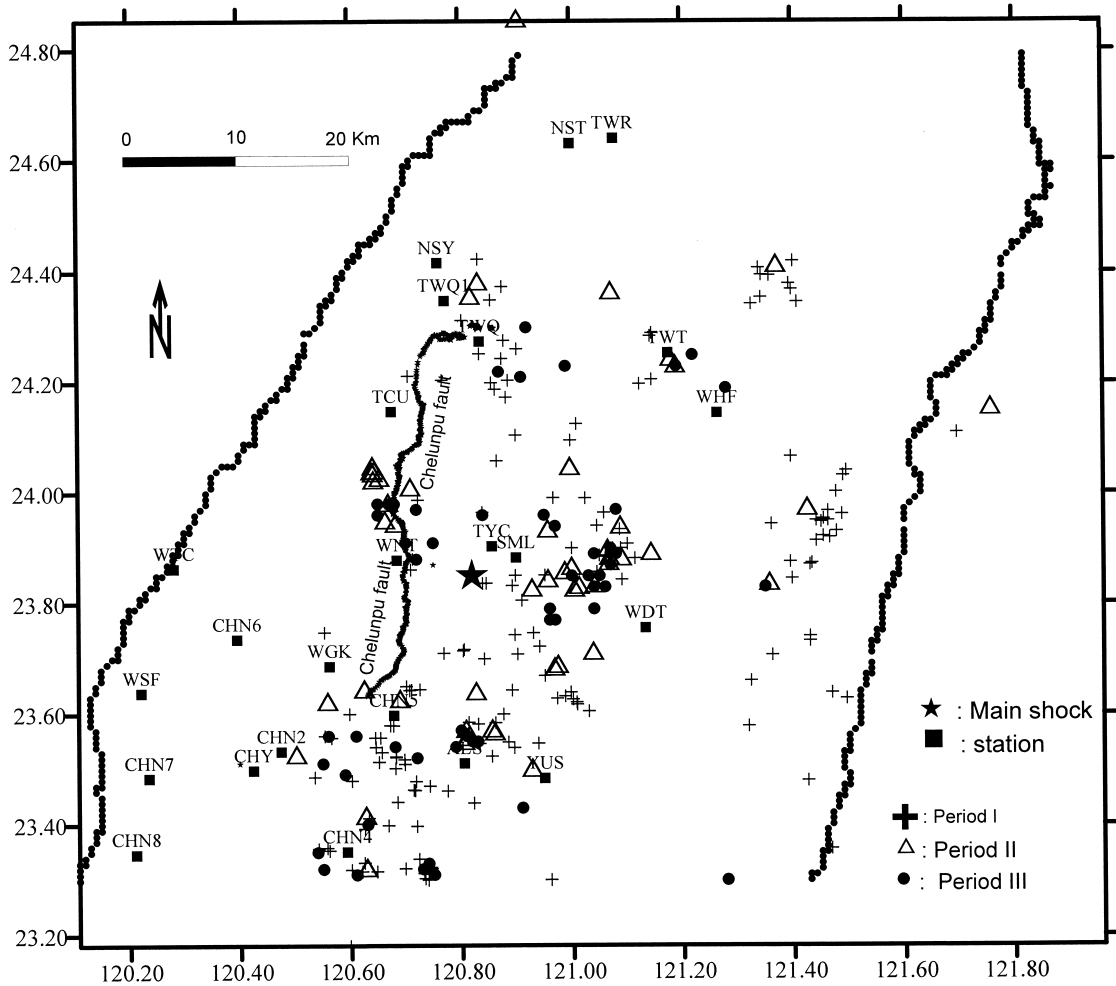 24.80
0 10 20 Km
NST TWR
24.60
NSY
24.40
TWQ1
N
TWQ
TWT
24.20
WHF
TCU
Chelunpu fault
24.00
TYC
WNT
SML
23.80
WDT
CHN6
Chelunpu fault
WGK
WSF
CHN5
23.60
: Main shock
CHN2
: station
ALS
CHY
YUS
CHN7
: Period I
23.40
CHN4
CHN8
: Period II
: Period III
23.20
120.20 120.40 120.60 120.80 121.00 121.20 121.40 121.60 121.80